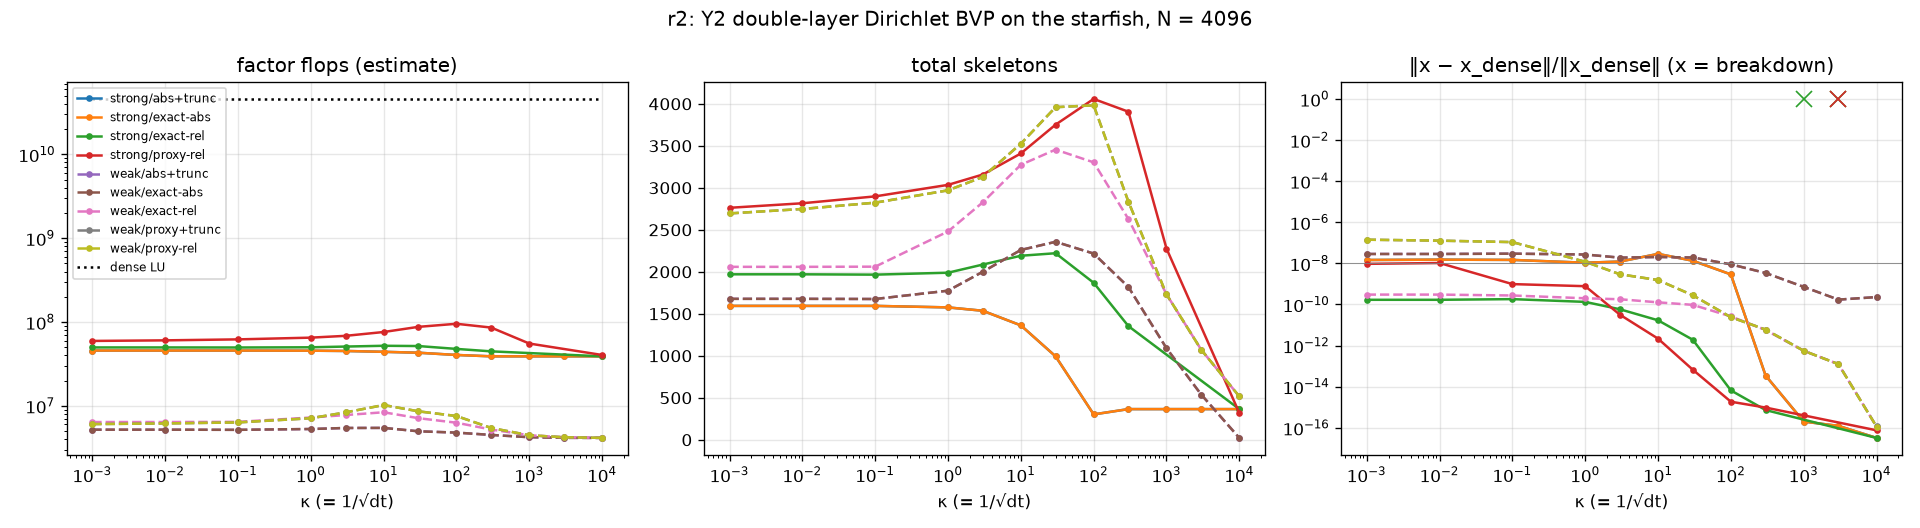 r2: Y2 double-layer Dirichlet BVP on the starfish, N = 4096
factor flops (estimate)
10¹⁰
10⁹
10⁸
10⁷
strong/abs+trunc
strong/exact-abs
strong/exact-rel
strong/proxy-rel
weak/abs+trunc
weak/exact-abs
weak/exact-rel
weak/proxy+trunc
weak/proxy-rel
dense LU
10⁻³ 10⁻² 10⁻¹ 10⁰ 10¹ 10² 10³ 10⁴
κ (= 1/√dt)
total skeletons
4000
3500
3000
2500
2000
1500
1000
500
0
10⁻³ 10⁻² 10⁻¹ 10⁰ 10¹ 10² 10³ 10⁴
κ (= 1/√dt)
‖x − x_dense‖/‖x_dense‖ (x = breakdown)
10⁰
10⁻²
10⁻⁴
10⁻⁶
10⁻⁸
10⁻¹⁰
10⁻¹²
10⁻¹⁴
10⁻¹⁶
10⁻³ 10⁻² 10⁻¹ 10⁰ 10¹ 10² 10³ 10⁴
κ (= 1/√dt)